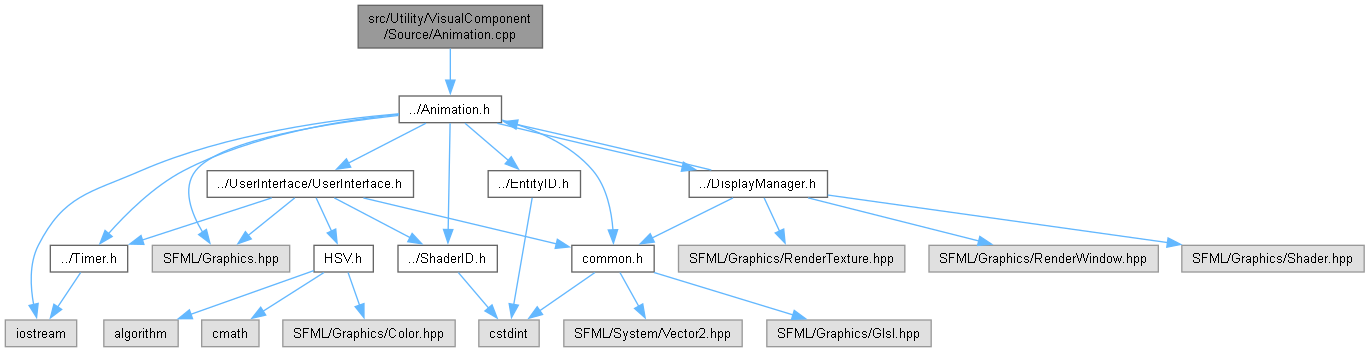 src/Utility/VisualComponent
/Source/Animation.cpp
../Animation.h
../UserInterface/UserInterface.h
../EntityID.h
../DisplayManager.h
../Timer.h
SFML/Graphics.hpp
HSV.h
../ShaderID.h
common.h
SFML/Graphics/RenderTexture.hpp
SFML/Graphics/RenderWindow.hpp
SFML/Graphics/Shader.hpp
iostream
algorithm
cmath
SFML/Graphics/Color.hpp
cstdint
SFML/System/Vector2.hpp
SFML/Graphics/Glsl.hpp